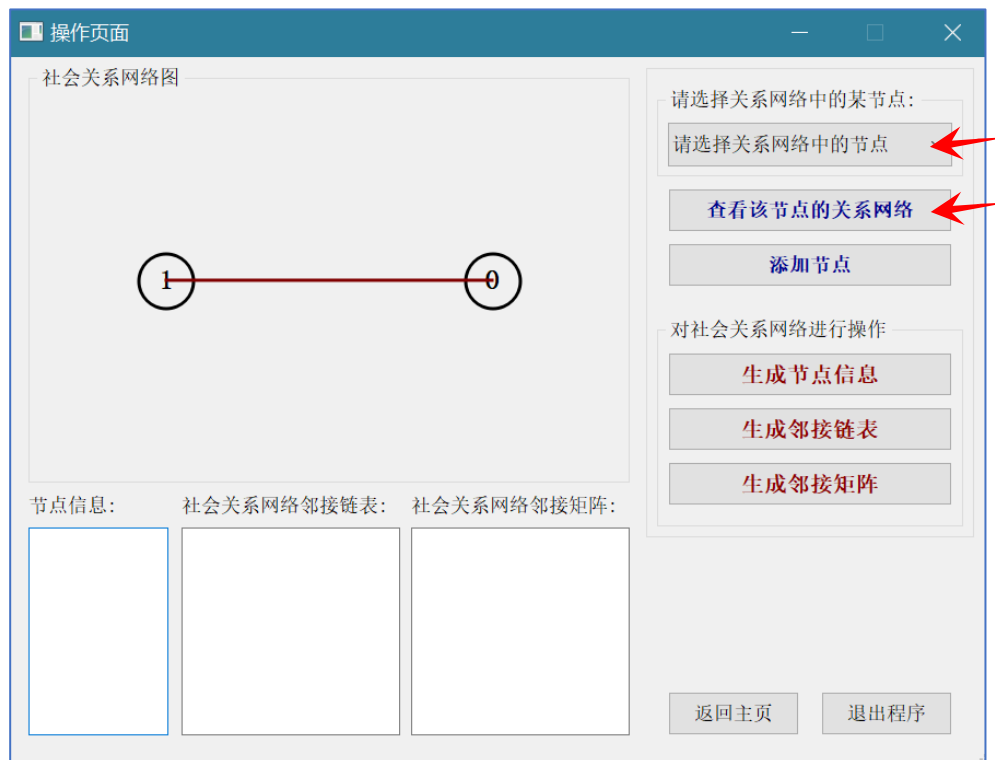 操作页面
社会关系网络图
1
0
节点信息:
社会关系网络邻接链表:
社会关系网络邻接矩阵:
请选择关系网络中的某节点:
请选择关系网络中的节点
查看该节点的关系网络
添加节点
对社会关系网络进行操作
生成节点信息
生成邻接链表
生成邻接矩阵
返回主页
退出程序